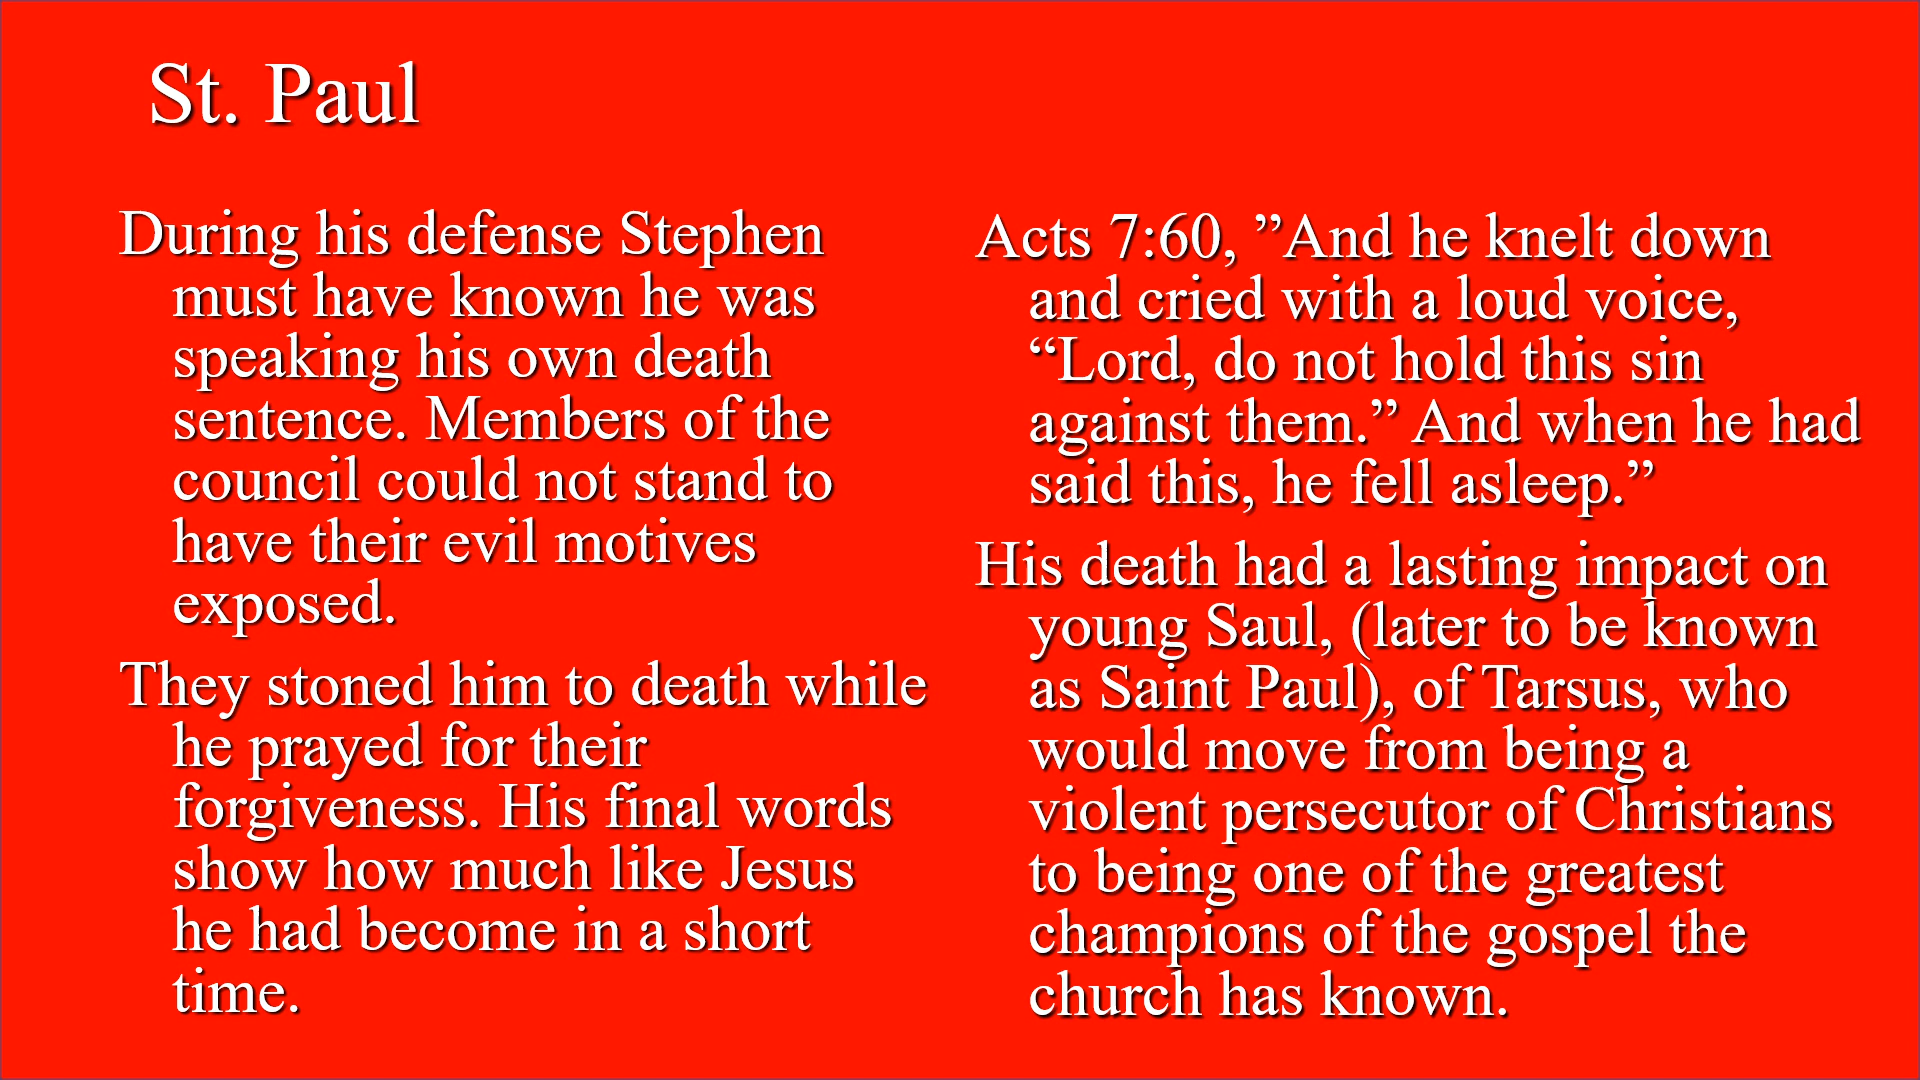 St. Paul
During his defense Stephen
must have known he was
speaking his own death
sentence. Members of the
council could not stand to
have their evil motives
exposed.
They stoned him to death while
he prayed for their
forgiveness. His final words
show how much like Jesus
he had become in a short
time.
Acts 7:60, ”And he knelt down
and cried with a loud voice,
“Lord, do not hold this sin
against them.” And when he had
said this, he fell asleep.”
His death had a lasting impact on
young Saul, (later to be known
as Saint Paul), of Tarsus, who
would move from being a
violent persecutor of Christians
to being one of the greatest
champions of the gospel the
church has known.